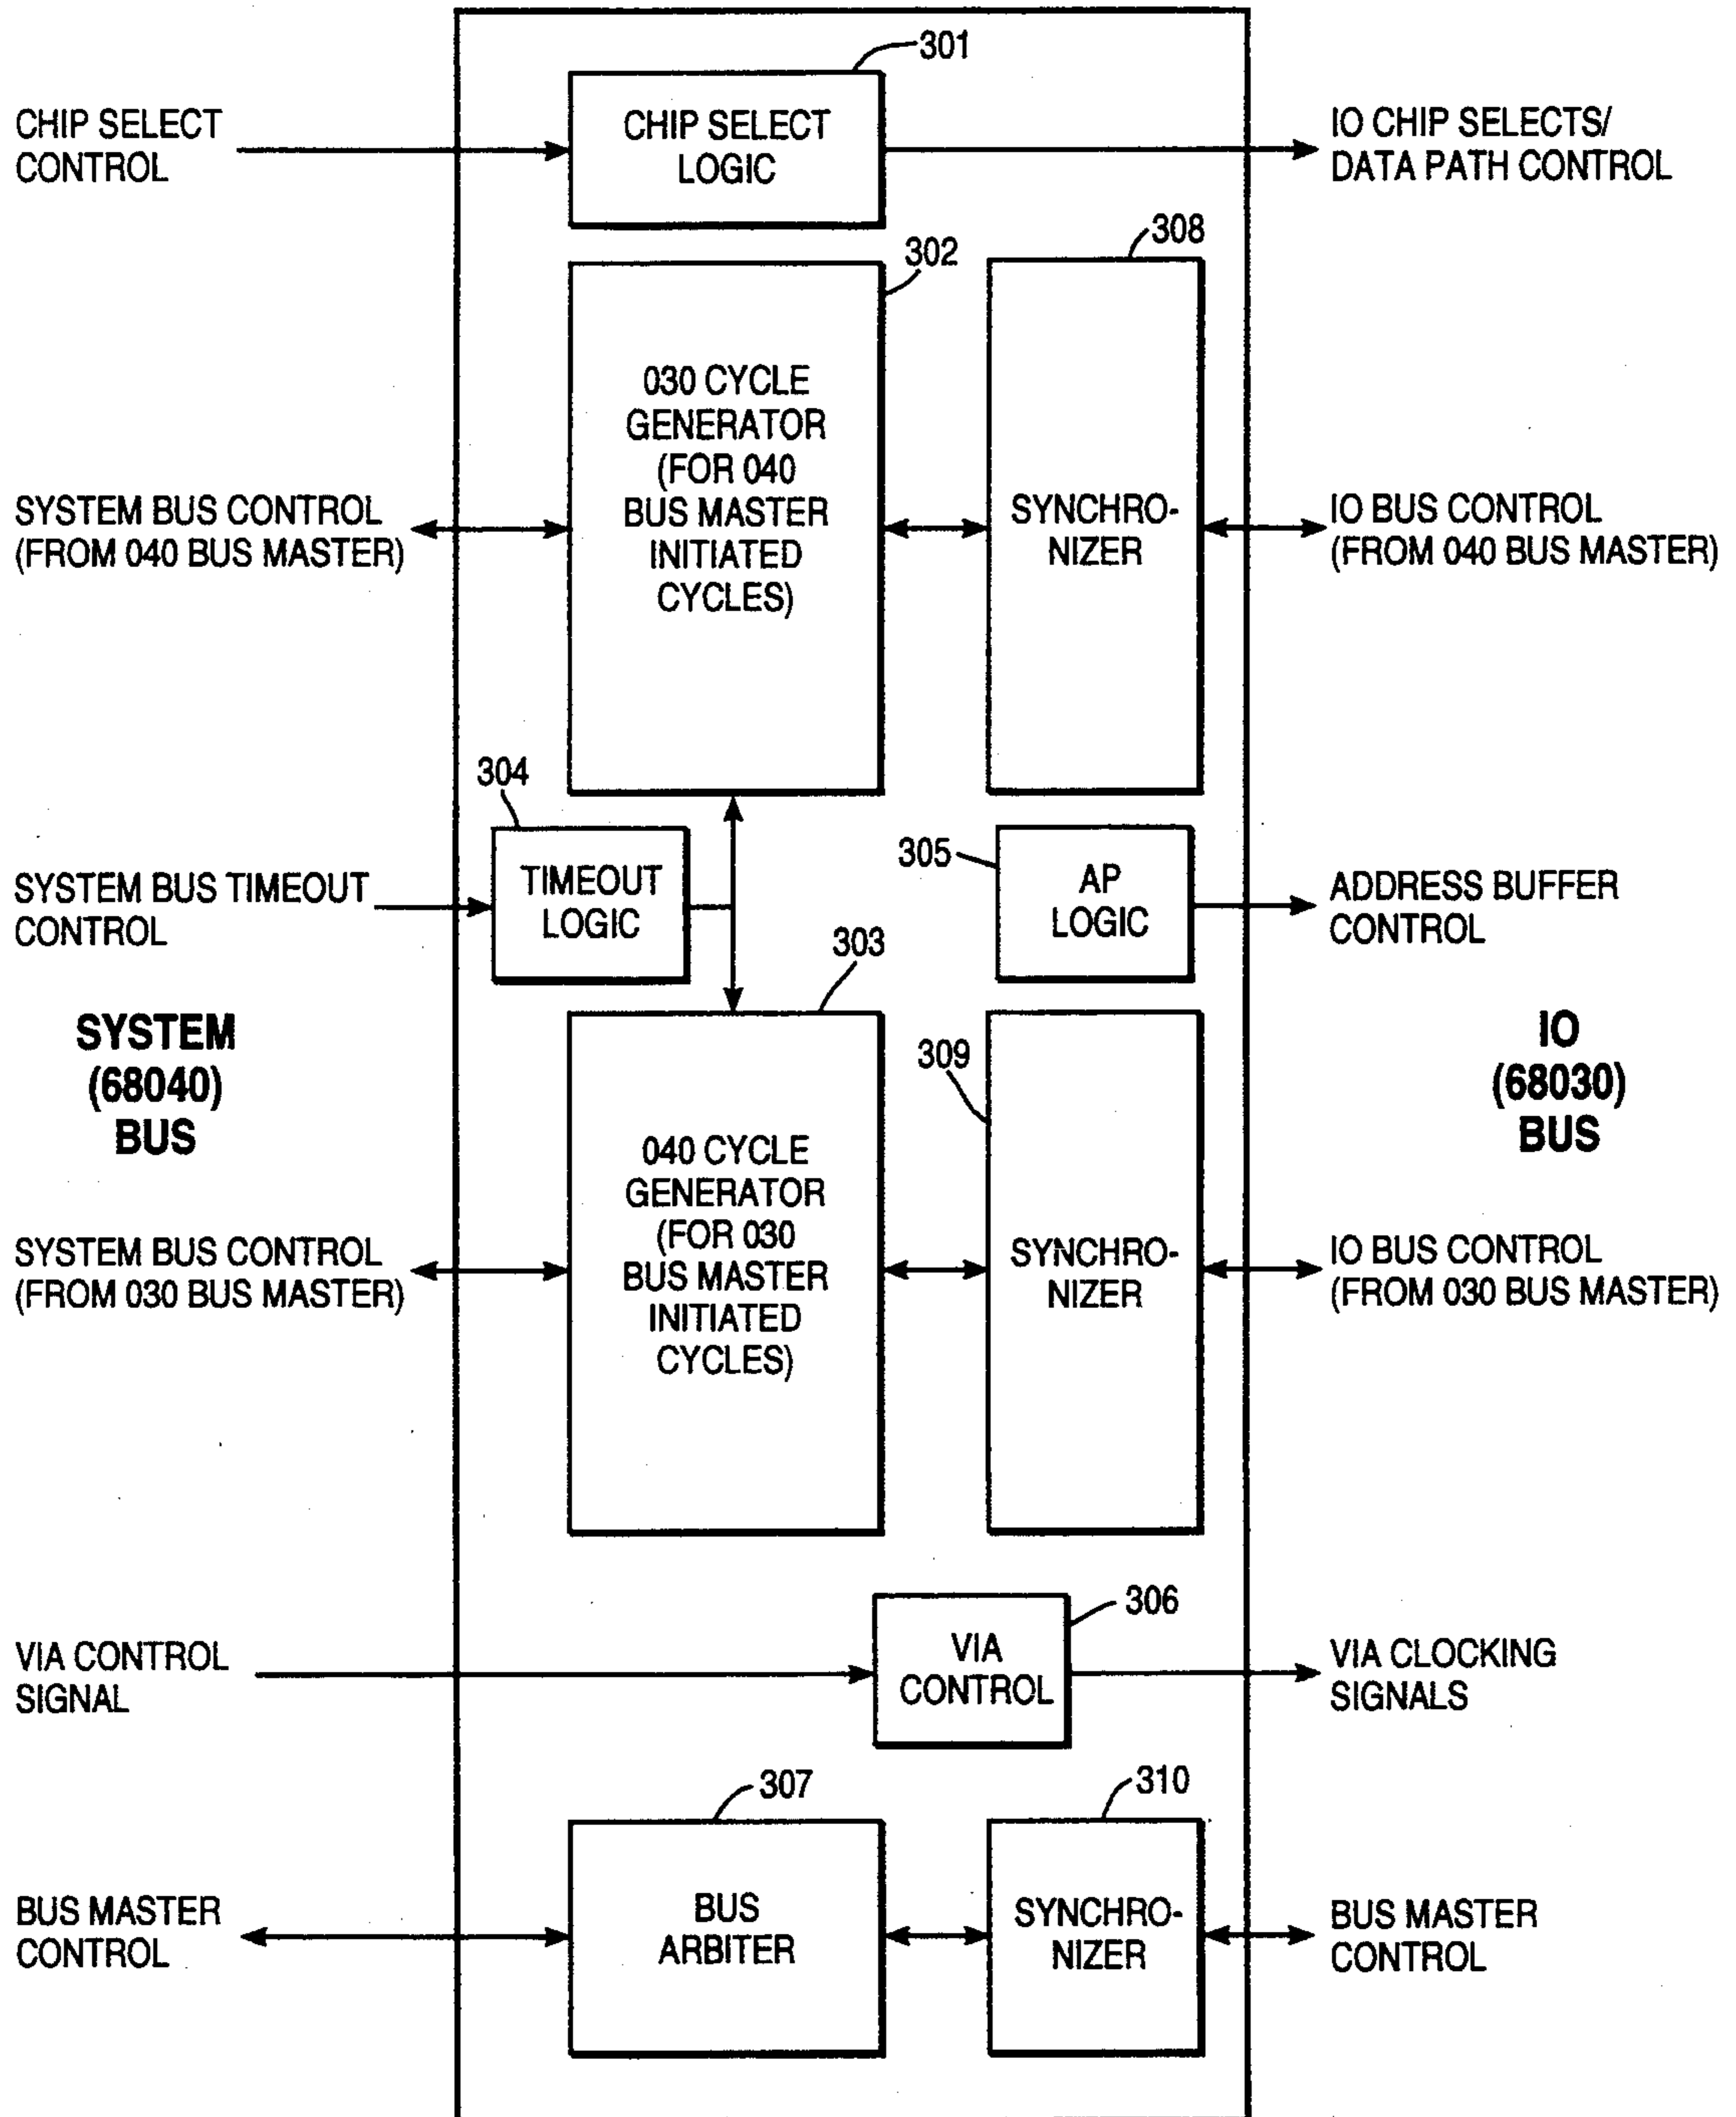 301
CHIP SELECT
CONTROL
CHIP SELECT
LOGIC
IO CHIP SELECTS/
DATA PATH CONTROL
302
308
030 CYCLE
GENERATOR
(FOR 040
BUS MASTER
INITIATED
CYCLES)
SYNCHRO-
NIZER
SYSTEM BUS CONTROL
(FROM 040 BUS MASTER)
IO BUS CONTROL
(FROM 040 BUS MASTER)
304
305
SYSTEM BUS TIMEOUT
CONTROL
TIMEOUT
LOGIC
AP
LOGIC
ADDRESS BUFFER
CONTROL
303
SYSTEM
(68040)
BUS
309
IO
(68030)
BUS
040 CYCLE
GENERATOR
(FOR 030
BUS MASTER
INITIATED
CYCLES)
SYNCHRO-
NIZER
SYSTEM BUS CONTROL
(FROM 030 BUS MASTER)
IO BUS CONTROL
(FROM 030 BUS MASTER)
306
VIA CONTROL
SIGNAL
VIA
CONTROL
VIA CLOCKING
SIGNALS
307
310
BUS MASTER
CONTROL
BUS
ARBITER
SYNCHRO-
NIZER
BUS MASTER
CONTROL